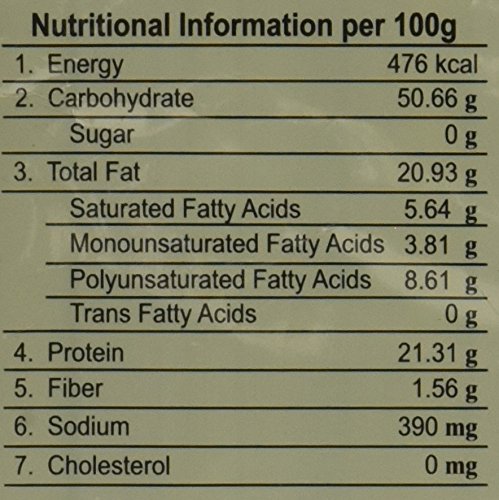 Nutritional Information per 100g
1. Energy 476 kcal
2. Carbohydrate 50.66 g
Sugar 0 g
3. Total Fat 20.93 g
Saturated Fatty Acids 5.64 g
Monounsaturated Fatty Acids 3.81 g
Polyunsaturated Fatty Acids 8.61 g
Trans Fatty Acids 0 g
4. Protein 21.31 g
5. Fiber 1.56 g
6. Sodium 390 mg
7. Cholesterol 0 mg